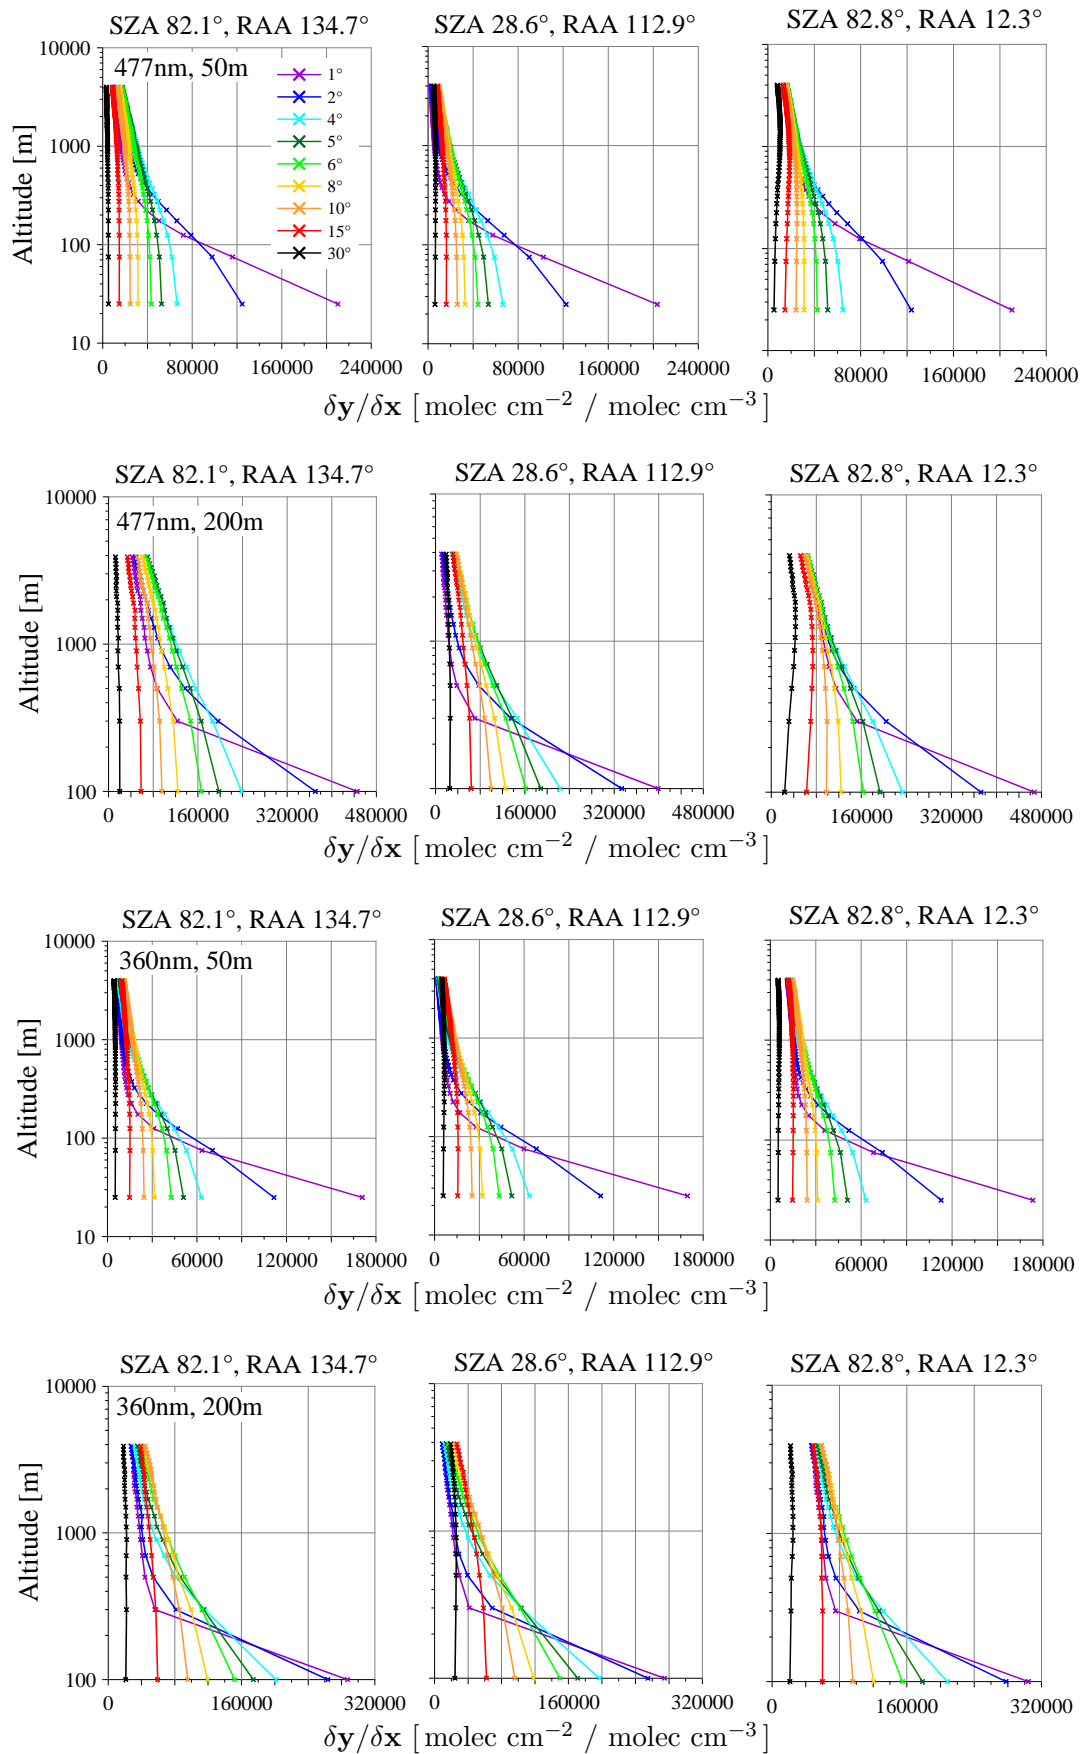 SZA 82.1°, RAA 134.7° SZA 28.6°, RAA 112.9° SZA 82.8°, RAA 12.3°
10000
477nm, 50m
1°
2°
4°
5°
6°
8°
10°
15°
30°
1000
100
10
Altitude [m]
0 80000 160000 240000 0 80000 160000 240000 0 80000 160000 240000
δy/δx [molec cm−2 / molec cm−3]
SZA 82.1°, RAA 134.7° SZA 28.6°, RAA 112.9° SZA 82.8°, RAA 12.3°
10000
477nm, 200m
1000
100
Altitude [m]
0 160000 320000 480000 0 160000 320000 480000 0 160000 320000 480000
δy/δx [molec cm−2 / molec cm−3]
SZA 82.1°, RAA 134.7° SZA 28.6°, RAA 112.9° SZA 82.8°, RAA 12.3°
10000
360nm, 50m
1000
100
10
Altitude [m]
0 60000 120000 180000 0 60000 120000 180000 0 60000 120000 180000
δy/δx [molec cm−2 / molec cm−3]
SZA 82.1°, RAA 134.7° SZA 28.6°, RAA 112.9° SZA 82.8°, RAA 12.3°
10000
360nm, 200m
1000
100
Altitude [m]
0 160000 320000 0 160000 320000 0 160000 320000
δy/δx [molec cm−2 / molec cm−3]